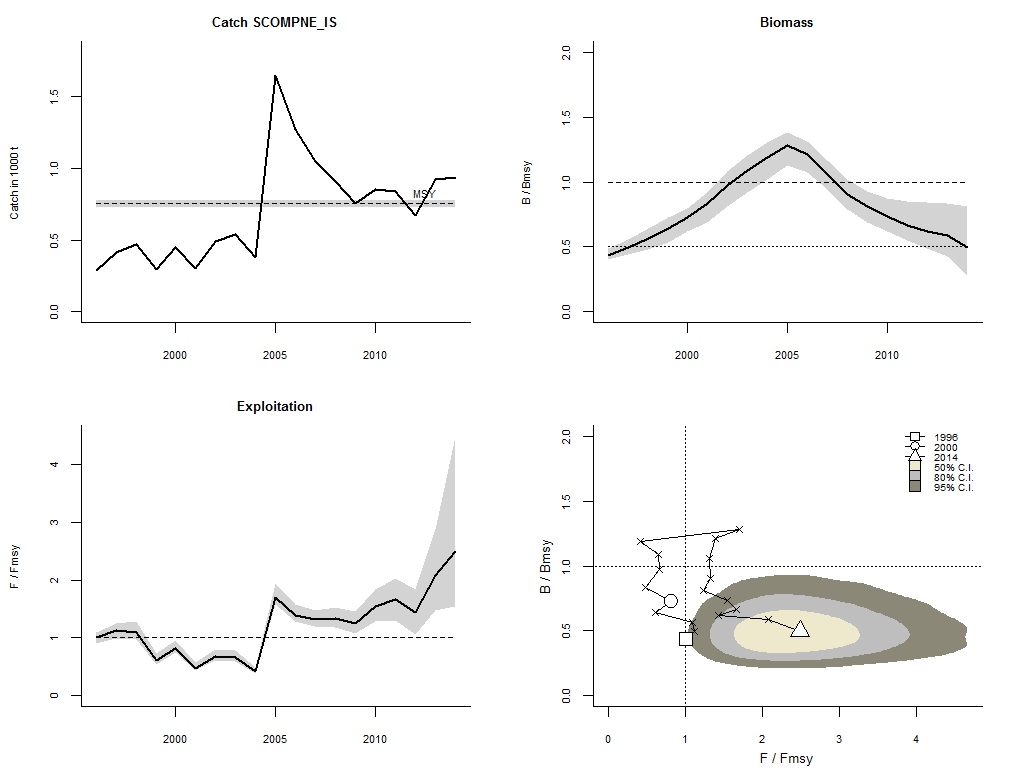 Catch SCOMPNE_IS
Catch in 1000 t
0.0 0.5 1.0 1.5
MSY
2000 2005 2010
Biomass
B / Bmsy
0.0 0.5 1.0 1.5 2.0
2000 2005 2010
Exploitation
F / Fmsy
0 1 2 3 4
2000 2005 2010
B / Bmsy
0.0 0.5 1.0 1.5 2.0
1996
2000
2014
50% C.I.
80% C.I.
95% C.I.
0 1 2 3 4
F / Fmsy